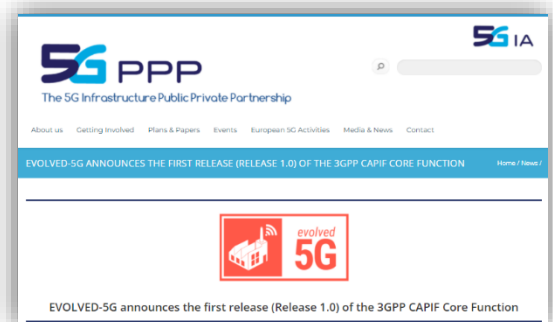 5G IA
5G PPP
The 5G Infrastructure Public Private Partnership
About us Getting Involved Plans & Papers Events European 5G Activities Media & News Contact
EVOLVED-5G ANNOUNCES THE FIRST RELEASE (RELEASE 1.0) OF THE 3GPP CAPIF CORE FUNCTION Home / News /
evolved
5G
EVOLVED-5G announces the first release (Release 1.0) of the 3GPP CAPIF Core Function